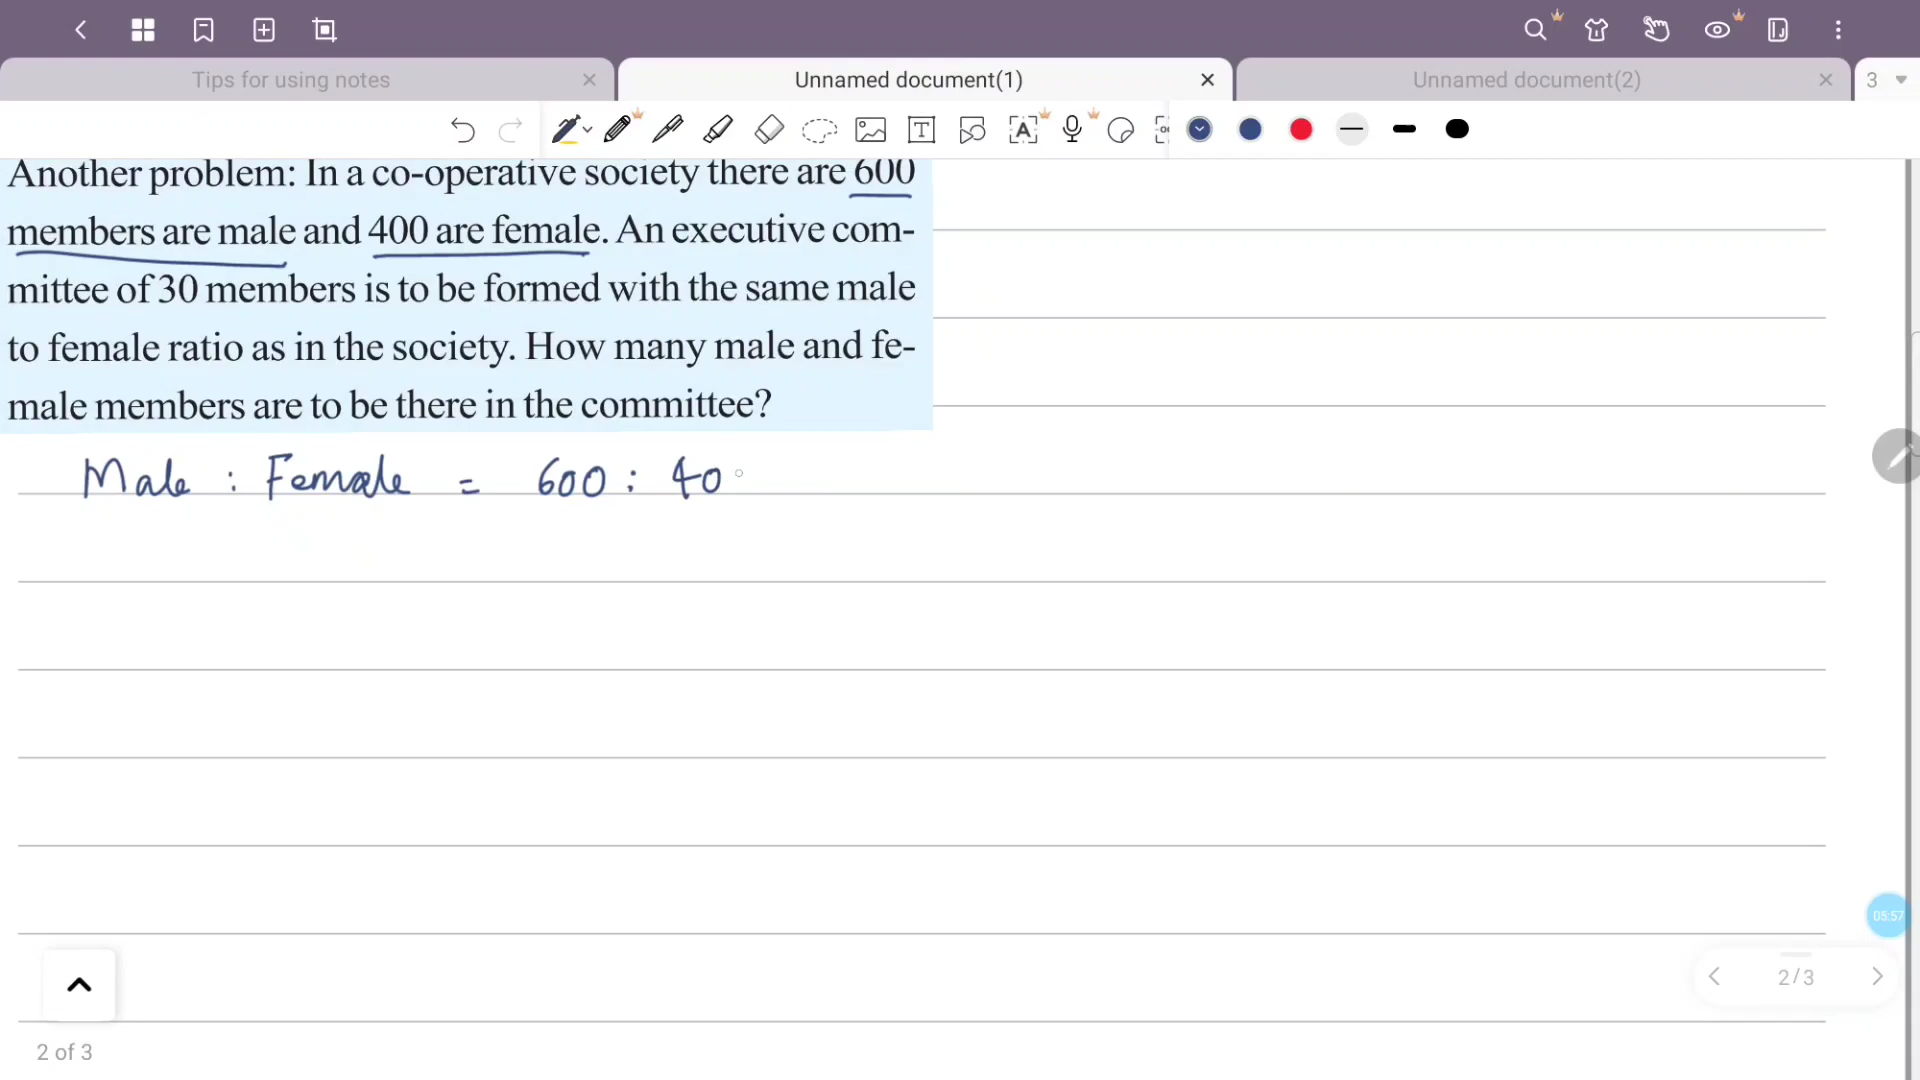 Tips for using notes
Unnamed document(1)
Unnamed document(2)
3
Another problem: In a co-operative society there are 600
members are male and 400 are female. An executive com-
mittee of 30 members is to be formed with the same male
to female ratio as in the society. How many male and fe-
male members are to be there in the committee?
Male : Female = 600 : 40
05:57
2/3
2 of 3